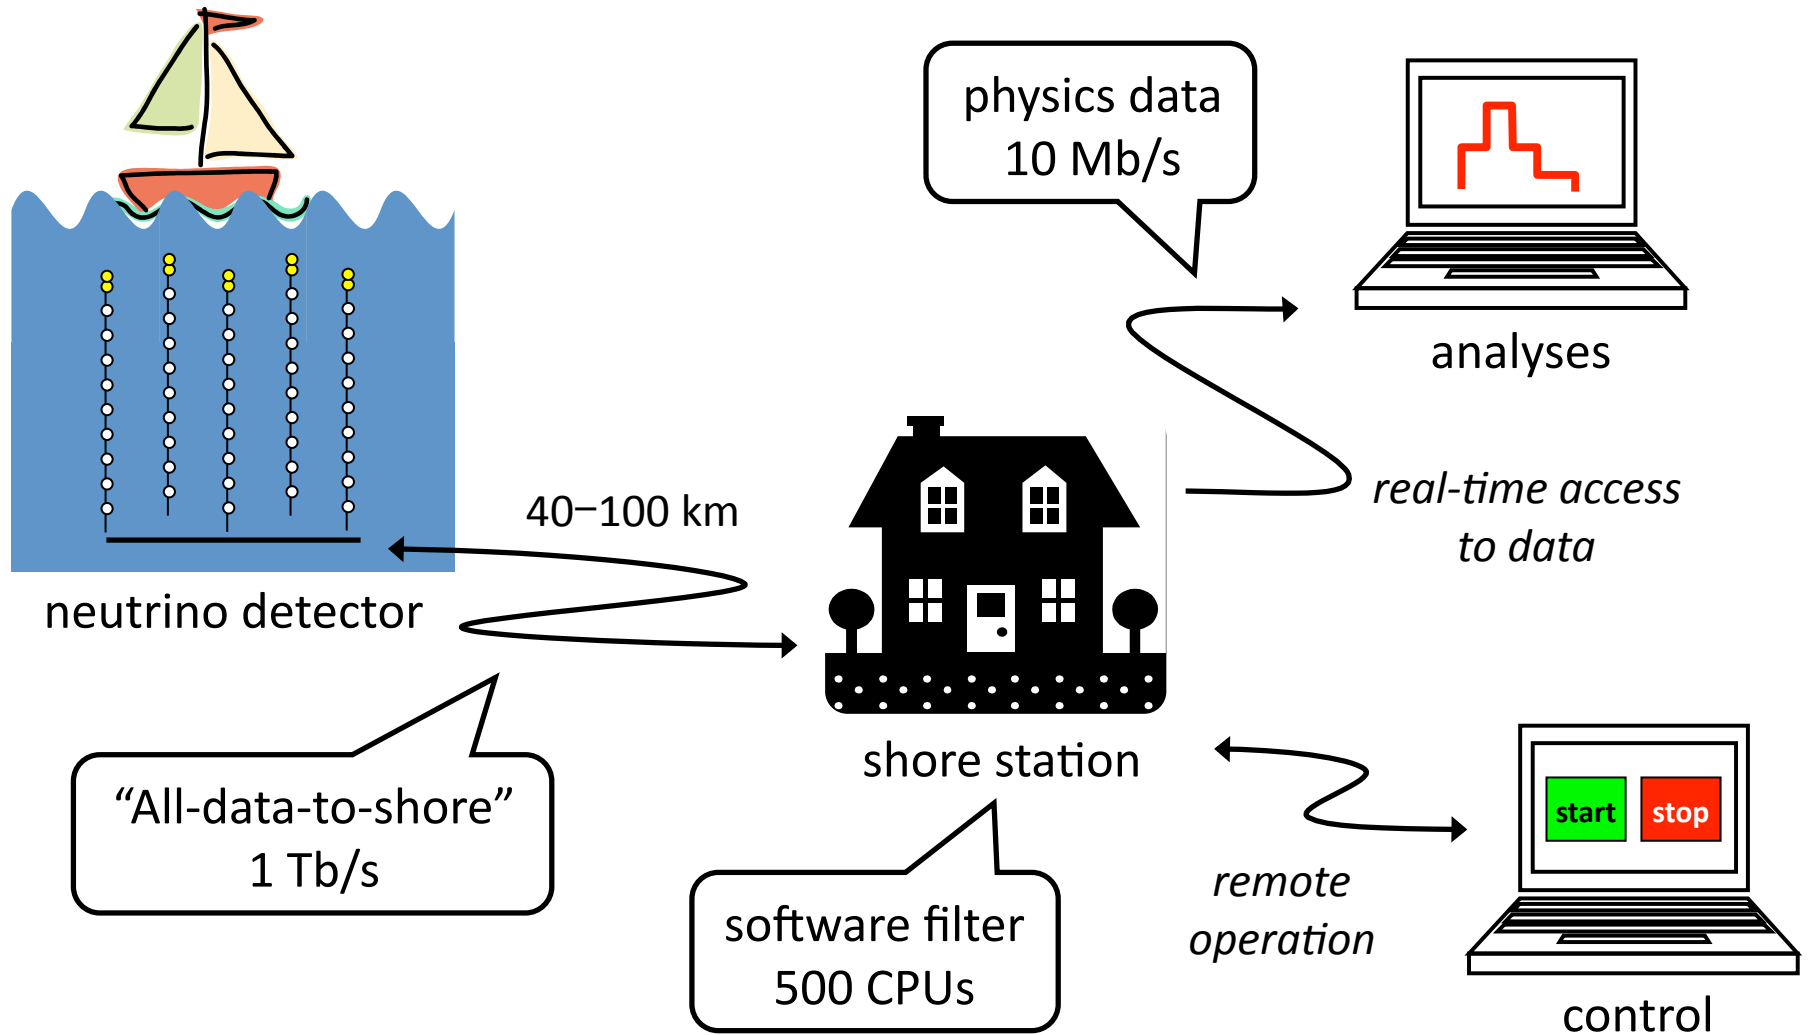 physics data
10 Mb/s
analyses
real-time access
to data
40–100 km
neutrino detector
“All-data-to-shore”
1 Tb/s
shore station
software filter
500 CPUs
remote
operation
start stop
control